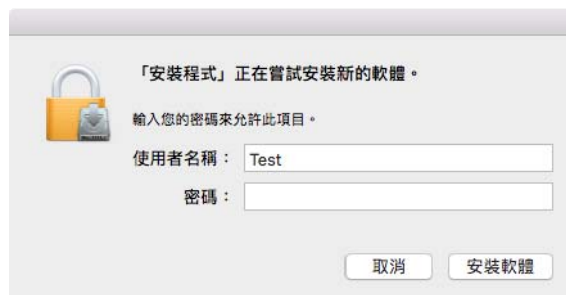 「安裝程式」正在嘗試安裝新的軟體。
輸入您的密碼來允許此項目。
使用者名稱： Test
密碼：
取消 安裝軟體